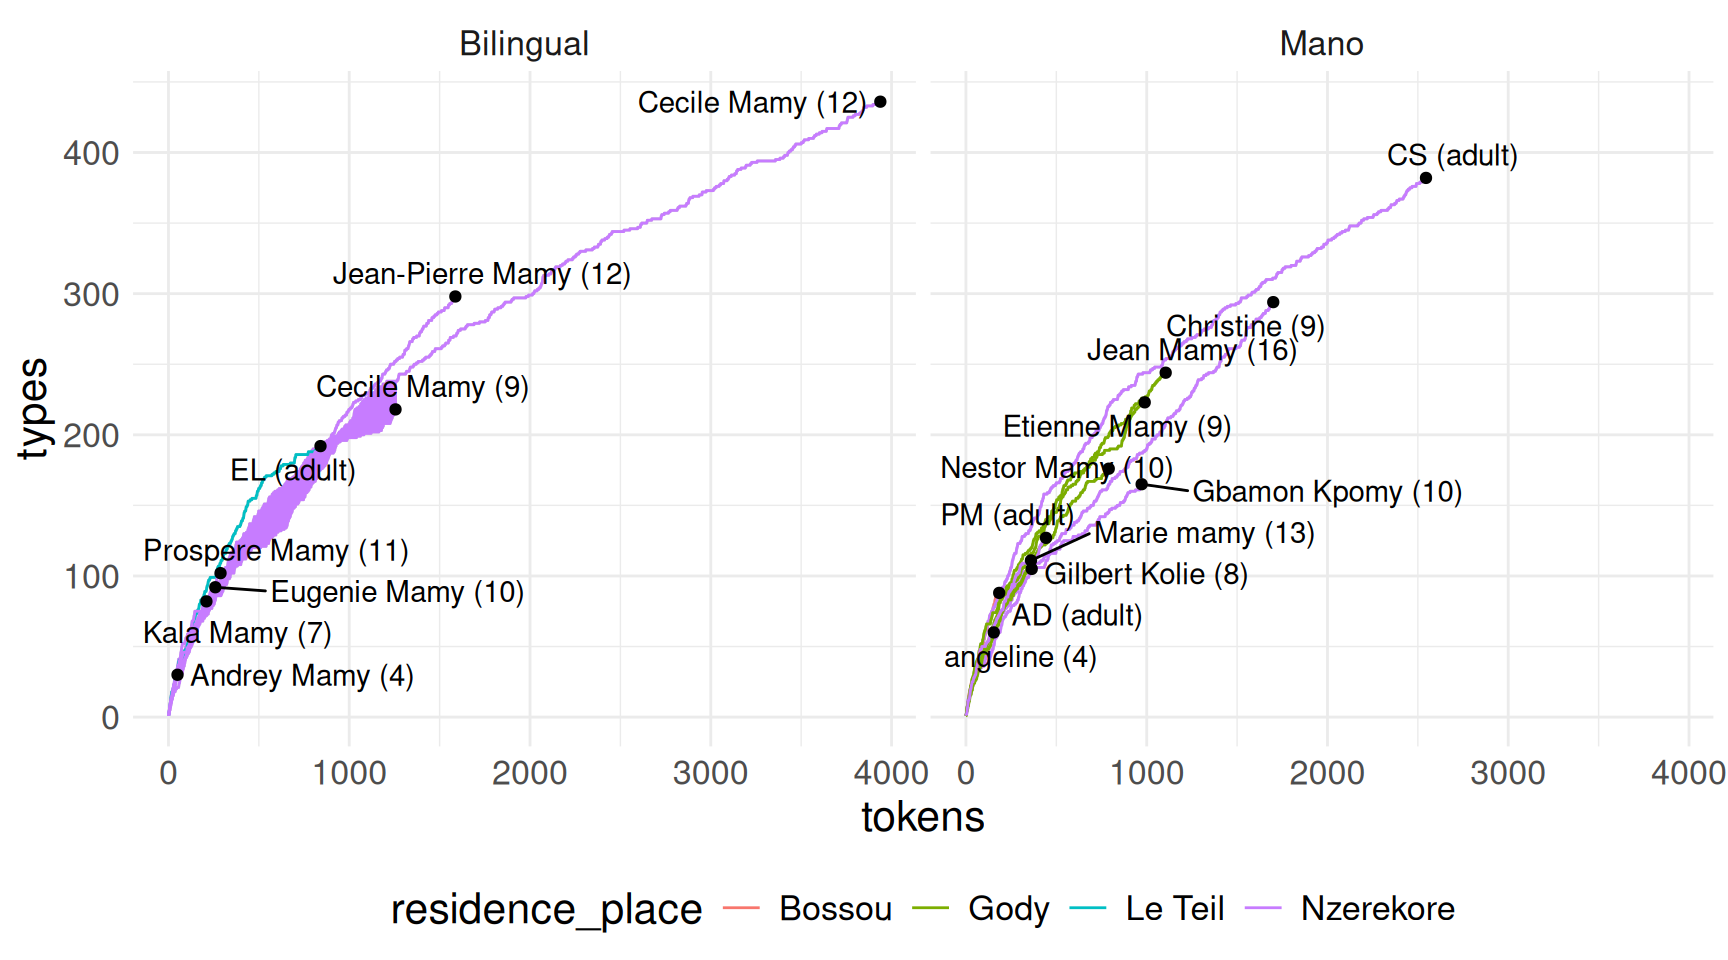 Bilingual
Mano
types
400
300
200
100
0
Cecile Mamy (12)
Jean-Pierre Mamy (12)
Cecile Mamy (9)
EL (adult)
Prospere Mamy (11)
Eugenie Mamy (10)
Kala Mamy (7)
Andrey Mamy (4)
CS (adult)
Christine (9)
Jean Mamy (16)
Etienne Mamy (9)
Nestor Mamy (10)
Gbamon Kpomy (10)
PM (adult)
Marie mamy (13)
Gilbert Kolie (8)
AD (adult)
angeline (4)
0 1000 2000 3000 4000
0 1000 2000 3000 4000
tokens
residence_place Bossou Gody Le Teil Nzerekore